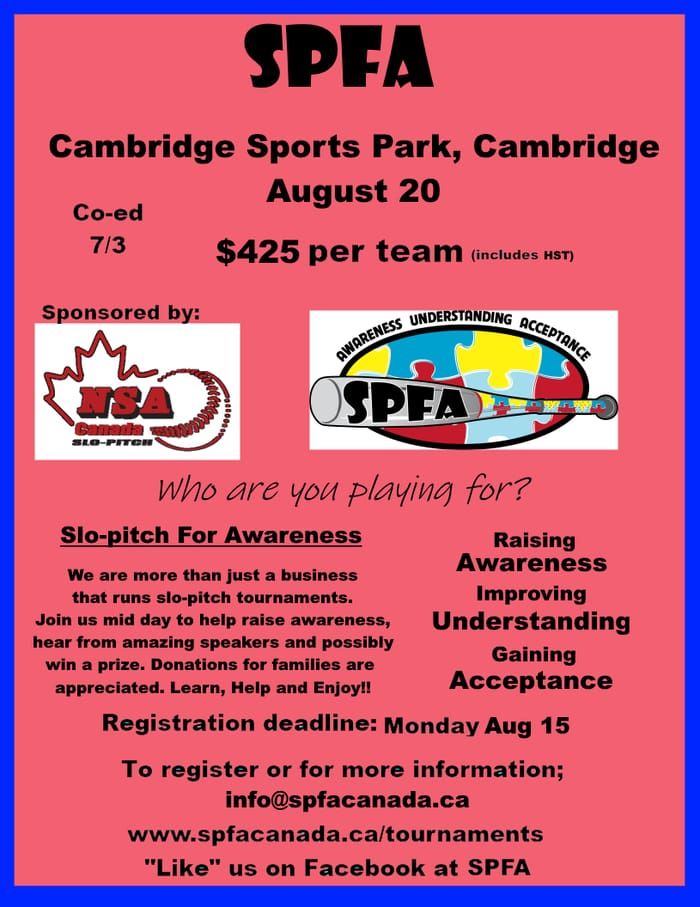 SPFA
Cambridge Sports Park, Cambridge
August 20
Co-ed
7/3
$425 per team (includes HST)
Sponsored by:
NSA
Canada
SLO-PITCH
AWARENESS UNDERSTANDING ACCEPTANCE
SPFA
Who are you playing for?
Slo-pitch For Awareness
We are more than just a business
that runs slo-pitch tournaments.
Join us mid day to help raise awareness,
hear from amazing speakers and possibly
win a prize. Donations for families are
appreciated. Learn, Help and Enjoy!!
Raising
Awareness
Improving
Understanding
Gaining
Acceptance
Registration deadline: Monday Aug 15
To register or for more information;
info@spfacanada.ca
www.spfacanada.ca/tournaments
"Like" us on Facebook at SPFA